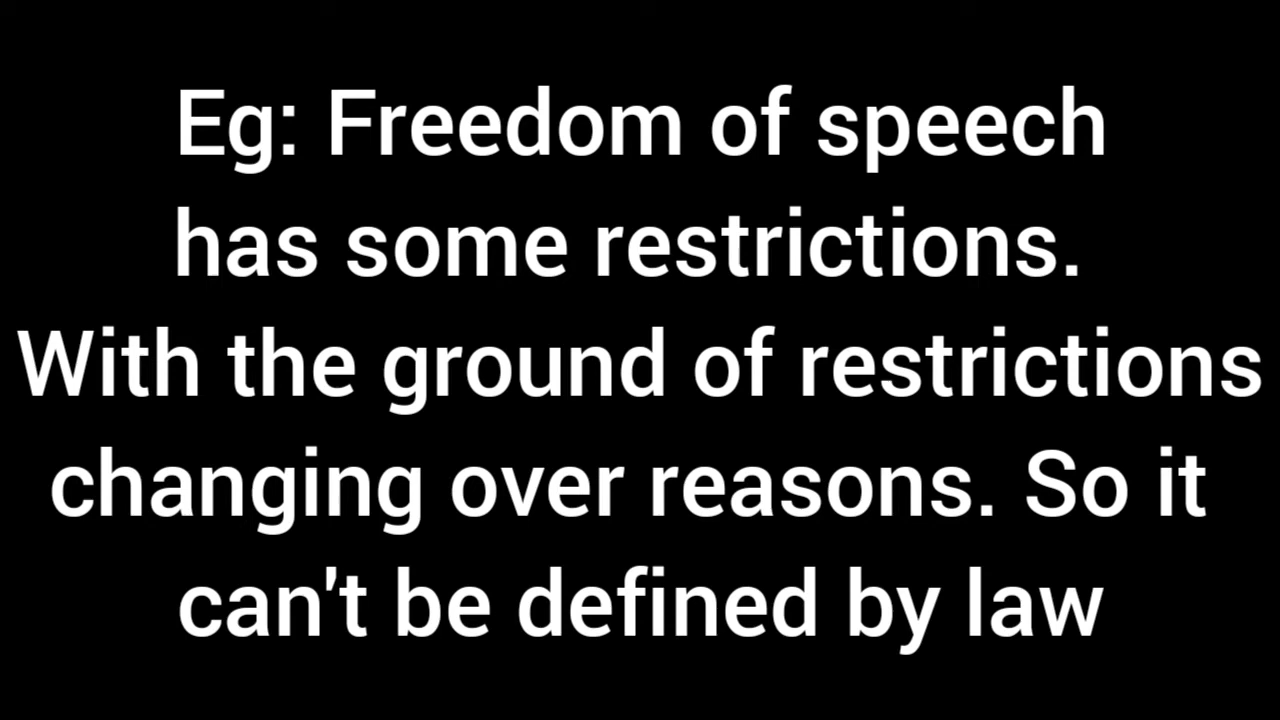 Eg: Freedom of speech
has some restrictions.
With the ground of restrictions
changing over reasons. So it
can't be defined by law